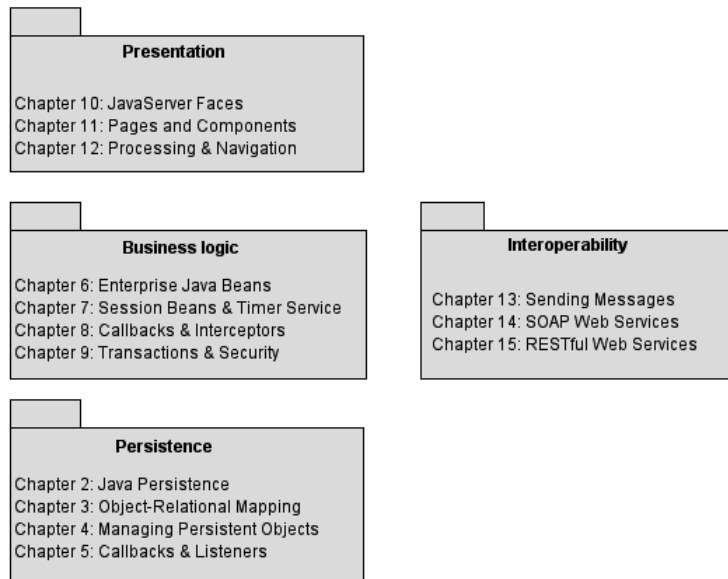 Presentation
Chapter 10: JavaServer Faces
Chapter 11: Pages and Components
Chapter 12: Processing & Navigation
Business logic
Chapter 6: Enterprise Java Beans
Chapter 7: Session Beans & Timer Service
Chapter 8: Callbacks & Interceptors
Chapter 9: Transactions & Security
Interoperability
Chapter 13: Sending Messages
Chapter 14: SOAP Web Services
Chapter 15: RESTful Web Services
Persistence
Chapter 2: Java Persistence
Chapter 3: Object-Relational Mapping
Chapter 4: Managing Persistent Objects
Chapter 5: Callbacks & Listeners